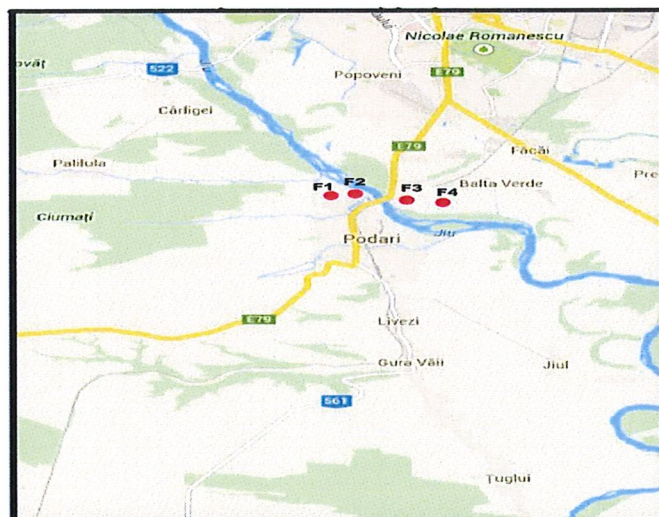 Nicolae Romanescu
522
E79
Popoveni
Cârligei
E79
Făcăi
Palilula
Pre
F1
F2
F3
F4
Balta Verde
Ciumați
Podari
Jiu
E79
Livezi
Gura Văii
Jiul
561
Țuglui